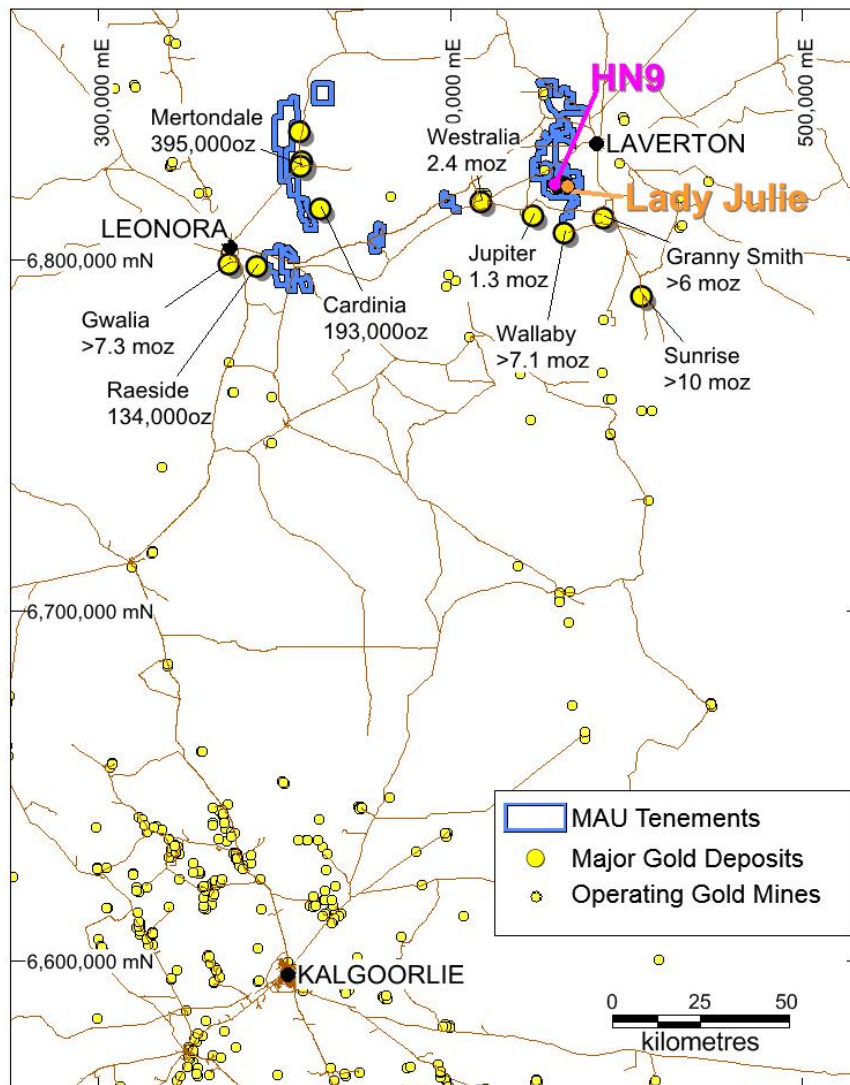 300,000 mE
0,000 mE
500,000 mE
HN9
Mertondale
395,000oz
Westralia
2.4 moz
LAVERTON
Lady Julie
LEONORA
6,800,000 mN
Jupiter
1.3 moz
Granny Smith
>6 moz
Gwalia
>7.3 moz
Cardinia
193,000oz
Wallaby
>7.1 moz
Sunrise
>10 moz
Raeside
134,000oz
6,700,000 mN
MAU Tenements
Major Gold Deposits
Operating Gold Mines
6,600,000 mN
KALGOORLIE
0 25 50
kilometres